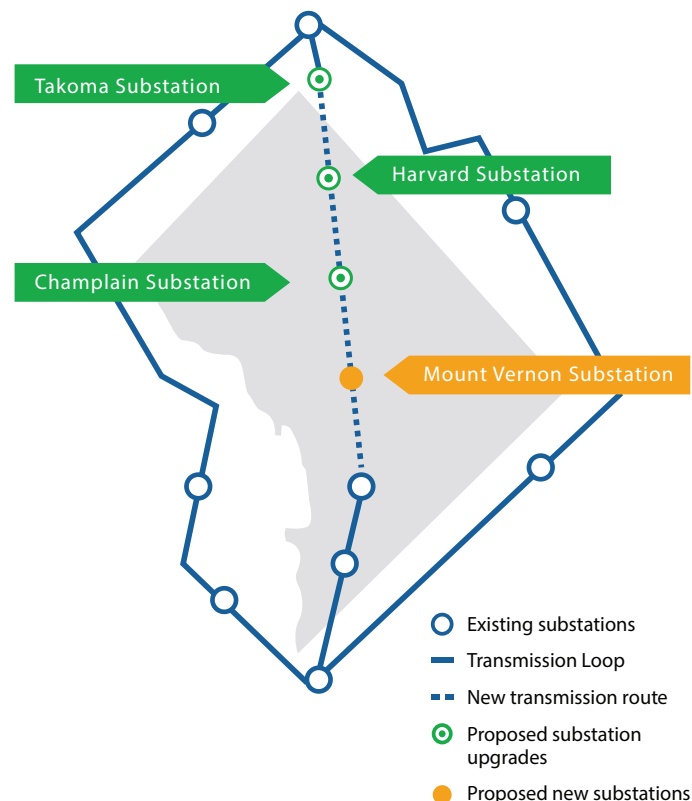 Takoma Substation
Harvard Substation
Champlain Substation
Mount Vernon Substation
Existing substations
Transmission Loop
New transmission route
Proposed substation
upgrades
Proposed new substations